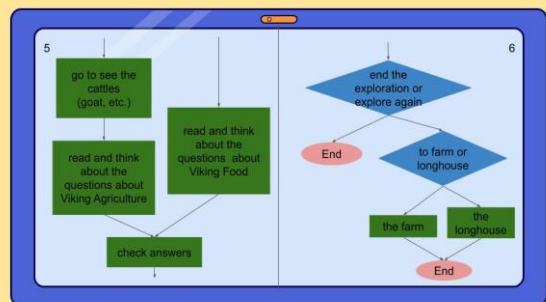 5
go to see the
cattles
(goat, etc.)
read and think
about the
questions about
Viking Agriculture
read and think
about the
questions about
Viking Food
check answers
6
end the
exploration or
explore again
End
to farm or
longhouse
the farm
the
longhouse
End